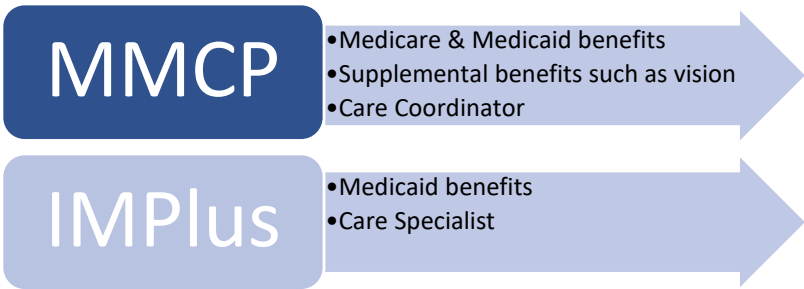 MMCP
•Medicare & Medicaid benefits
•Supplemental benefits such as vision
•Care Coordinator
IMPlus
•Medicaid benefits
•Care Specialist